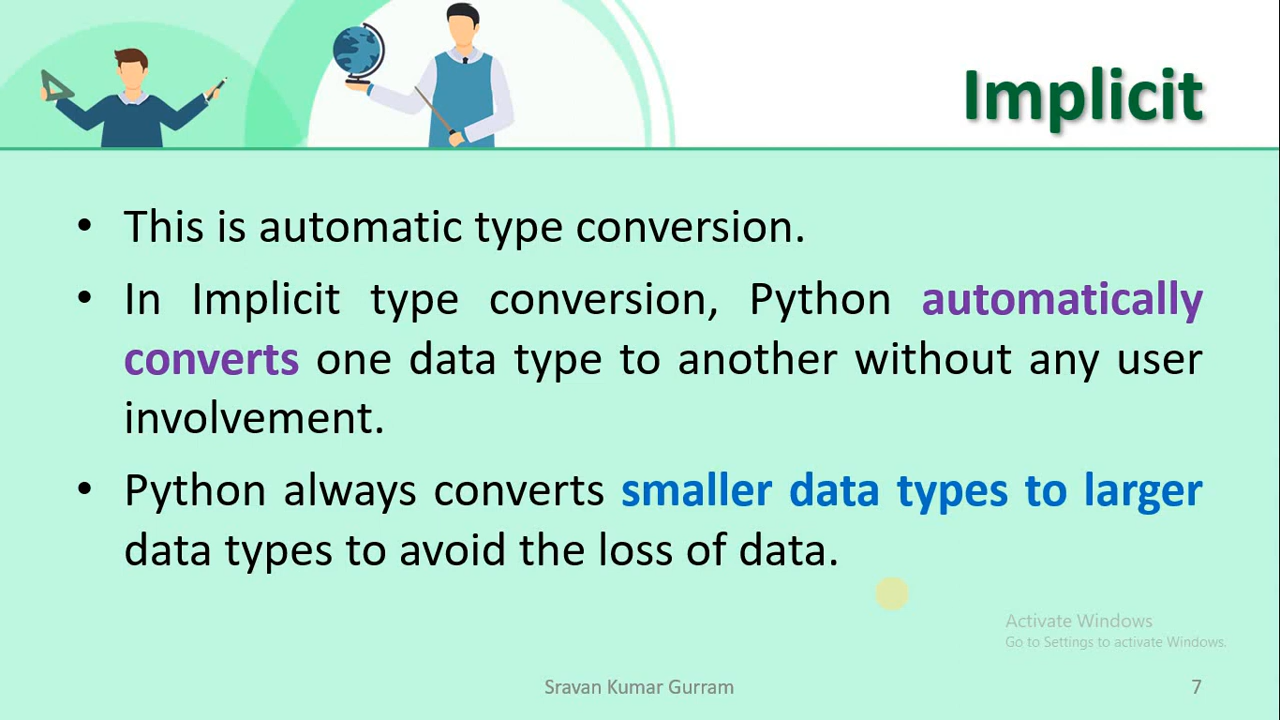 Implicit
• This is automatic type conversion.
• In Implicit type conversion, Python automatically
converts one data type to another without any user
involvement.
• Python always converts smaller data types to larger
data types to avoid the loss of data.
Activate Windows
Go to Settings to activate Windows.
Sravan Kumar Gurram
7